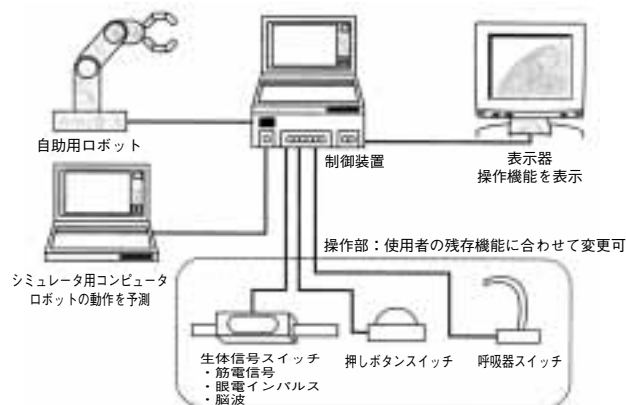 自助用ロボット
制御装置
表示器
操作機能を表示
シミュレータ用コンピュータ
ロボットの動作を予測
操作部：使用者の残存機能に合わせて変更可
生体信号スイッチ
・筋電信号
・眼電インパルス
・脳波
押しボタンスイッチ
呼吸器スイッチ